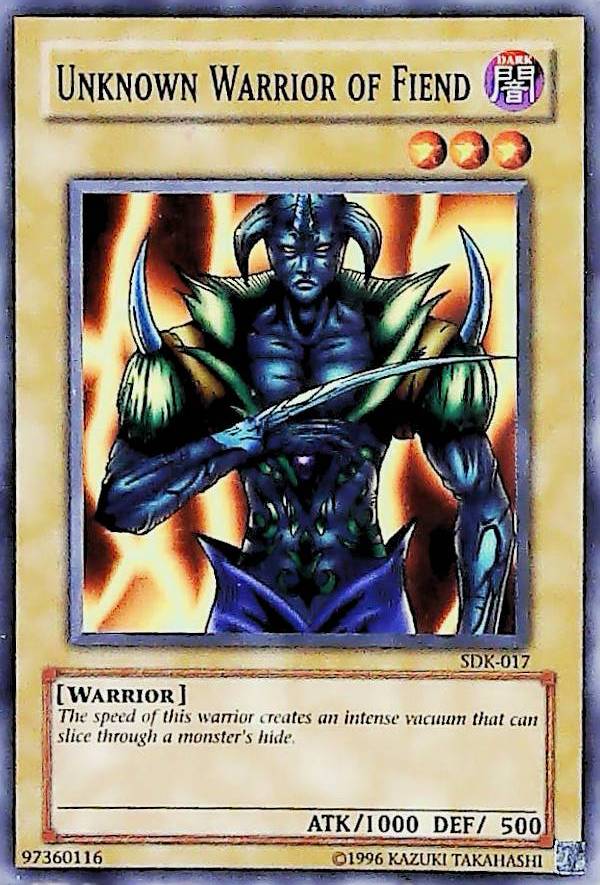 UNKNOWN WARRIOR OF FIEND
DARK
闇
SDK-017
[WARRIOR]
The speed of this warrior creates an intense vacuum that can
slice through a monster's hide.
ATK/1000 DEF/ 500
97360116
©1996 KAZUKI TAKAHASHI